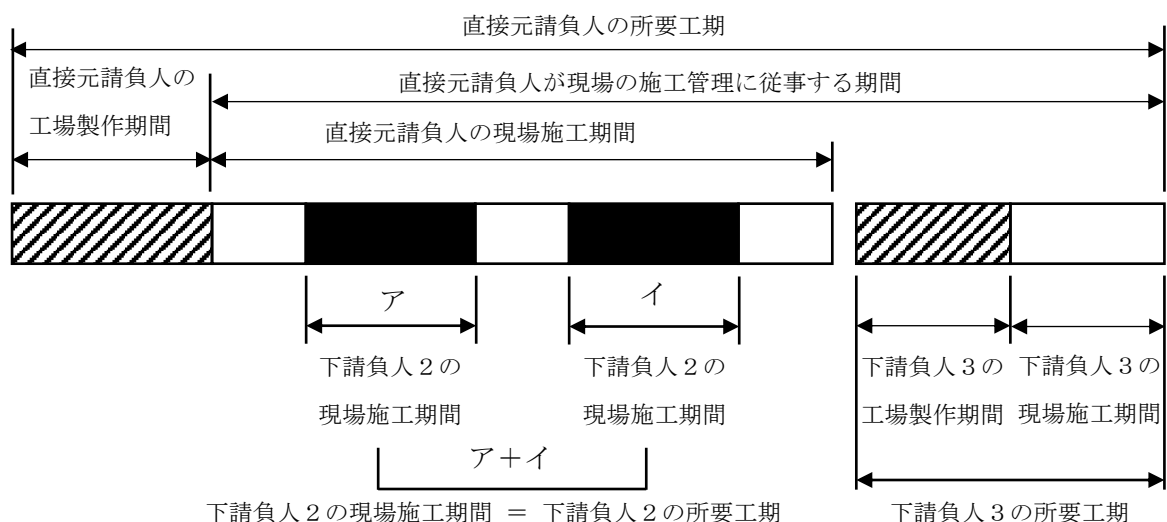 直接元請負人の所要工期
直接元請負人の
工場製作期間
直接元請負人が現場の施工管理に従事する期間
直接元請負人の現場施工期間
ア
イ
下請負人2の
現場施工期間
下請負人2の
現場施工期間
下請負人3の
工場製作期間
下請負人3の
現場施工期間
ア+イ
下請負人2の現場施工期間 = 下請負人2の所要工期
下請負人3の所要工期